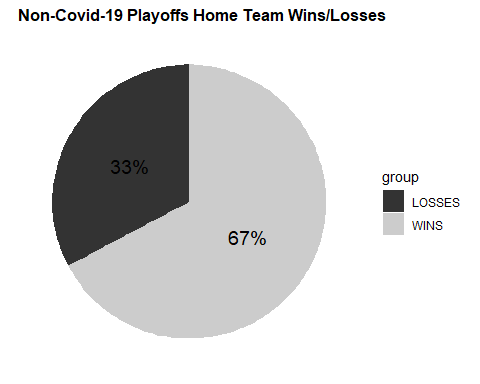 Non-Covid-19 Playoffs Home Team Wins/Losses
33%
67%
group
LOSSES
WINS